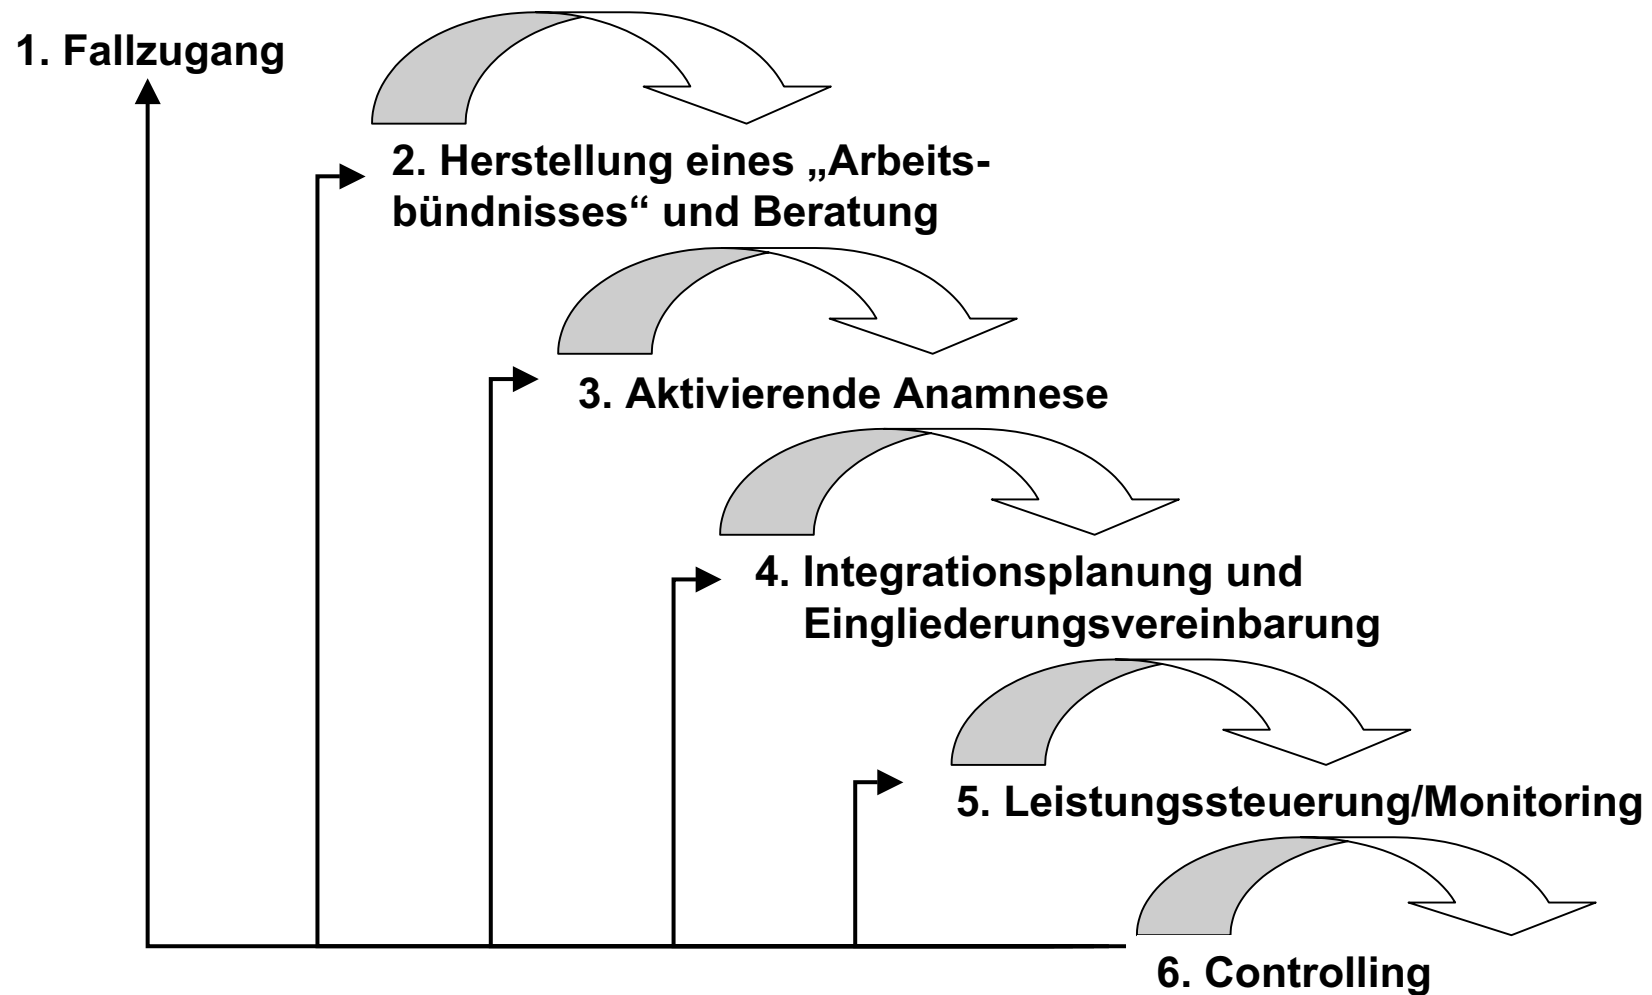 1. Fallzugang
2. Herstellung eines „Arbeits-
bündnisses“ und Beratung
3. Aktivierende Anamnese
4. Integrationsplanung und
Eingliederungsvereinbarung
5. Leistungssteuerung/Monitoring
6. Controlling